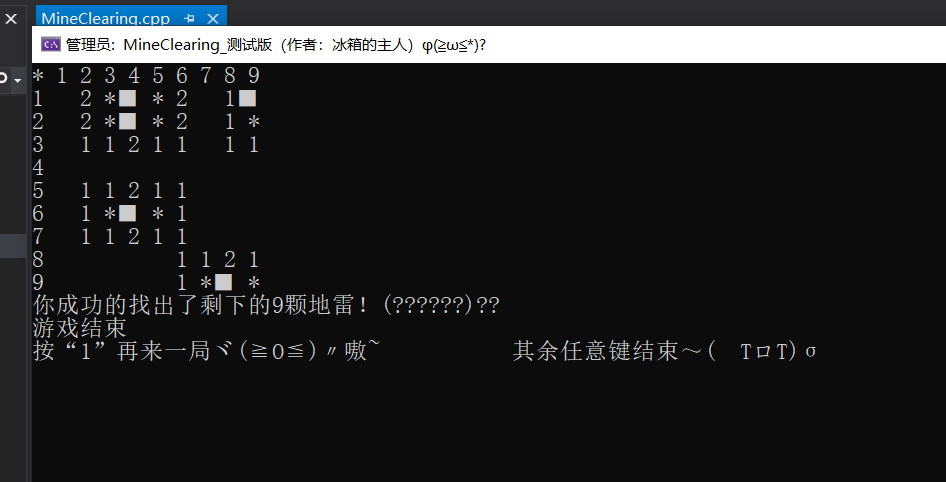 MineClearing.cpp
管理员: MineClearing_测试版（作者：冰箱的主人）φ(≧ω≦*)?
* 1 2 3 4 5 6 7 8 9
1   2 *■ * 2   1■
2   2 *■ * 2   1 *
3   1 1 2 1 1   1 1
4
5   1 1 2 1 1
6   1 *■ * 1
7   1 1 2 1 1
8           1 1 2 1
9           1 *■ *
你成功的找出了剩下的9颗地雷！(??????)??
游戏结束
按“1”再来一局ヾ(≧O≦)〃嗷~          其余任意键结束～(  TロT)σ